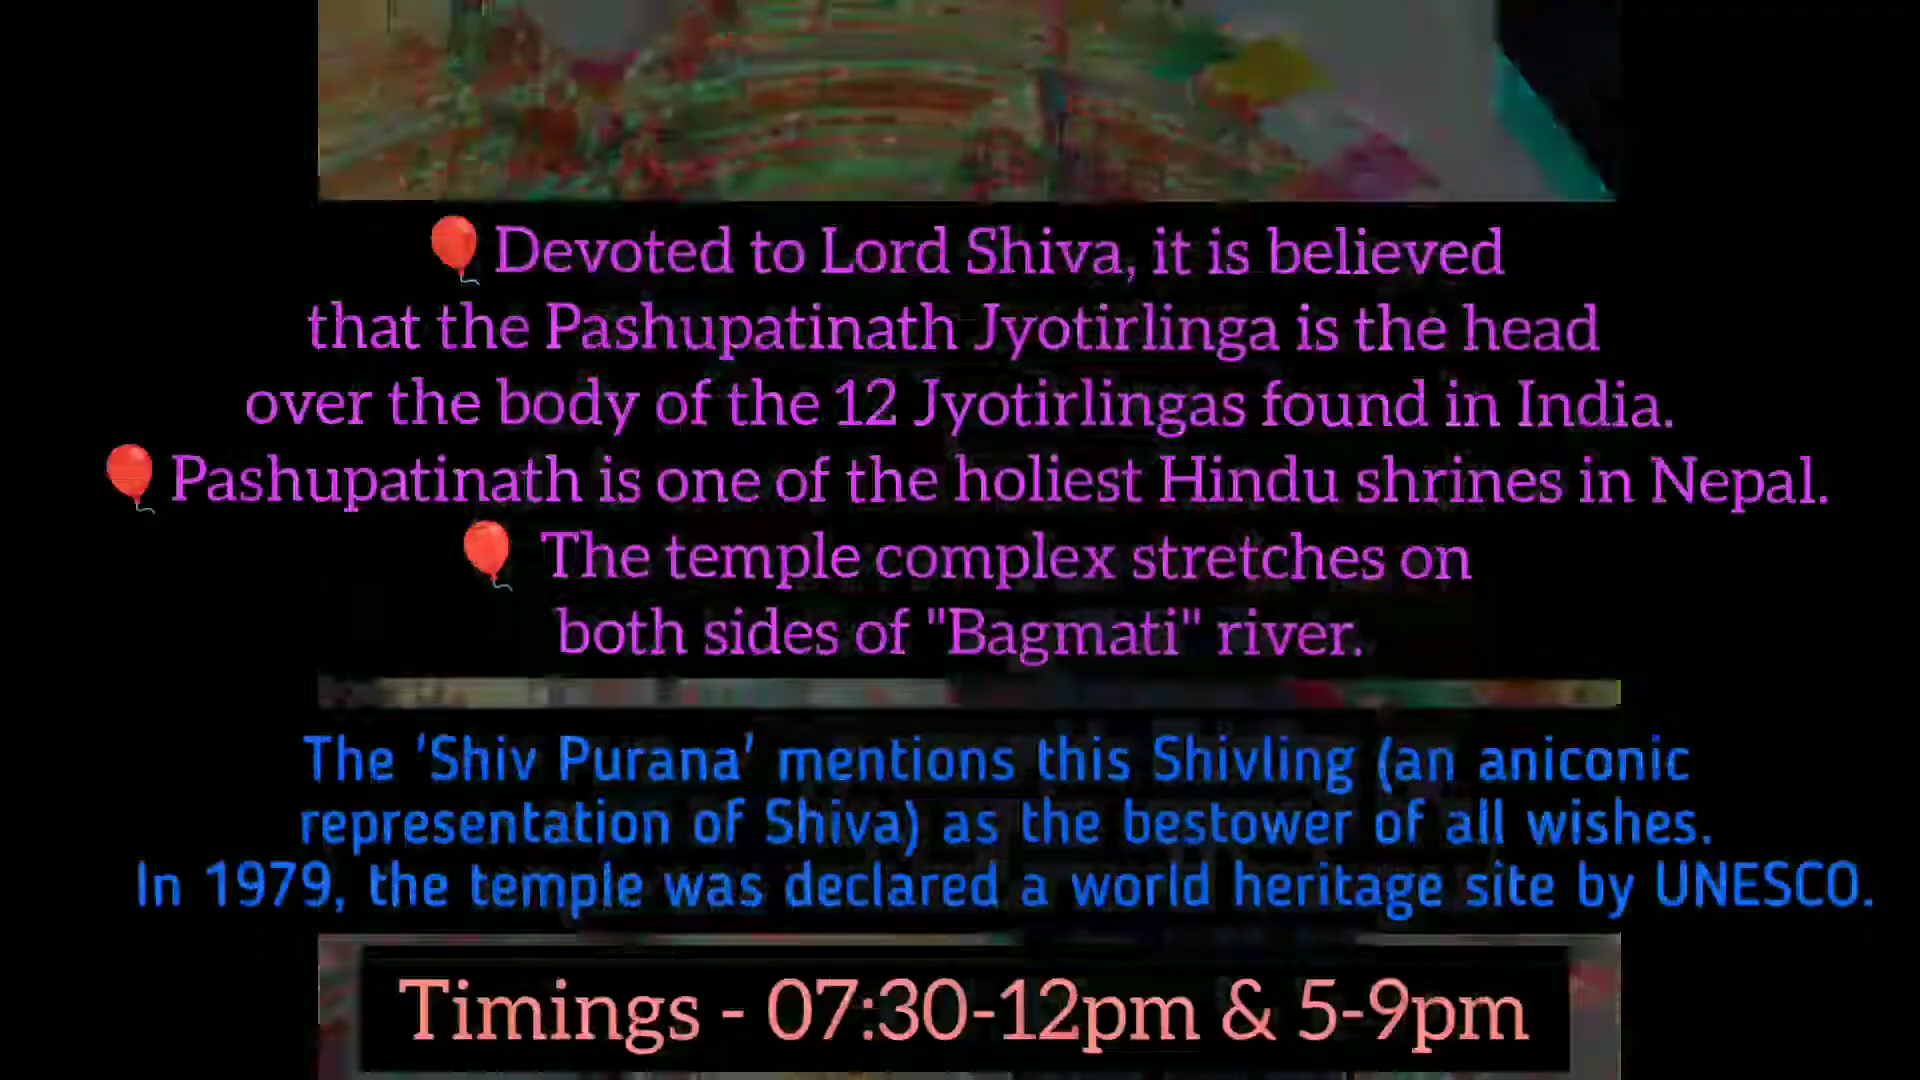 🎈Devoted to Lord Shiva, it is believed
that the Pashupatinath Jyotirlinga is the head
over the body of the 12 Jyotirlingas found in India.
🎈Pashupatinath is one of the holiest Hindu shrines in Nepal.
🎈 The temple complex stretches on
both sides of "Bagmati" river.
The 'Shiv Purana' mentions this Shivling (an aniconic
representation of Shiva) as the bestower of all wishes.
In 1979, the temple was declared a world heritage site by UNESCO.
Timings - 07:30-12pm & 5-9pm